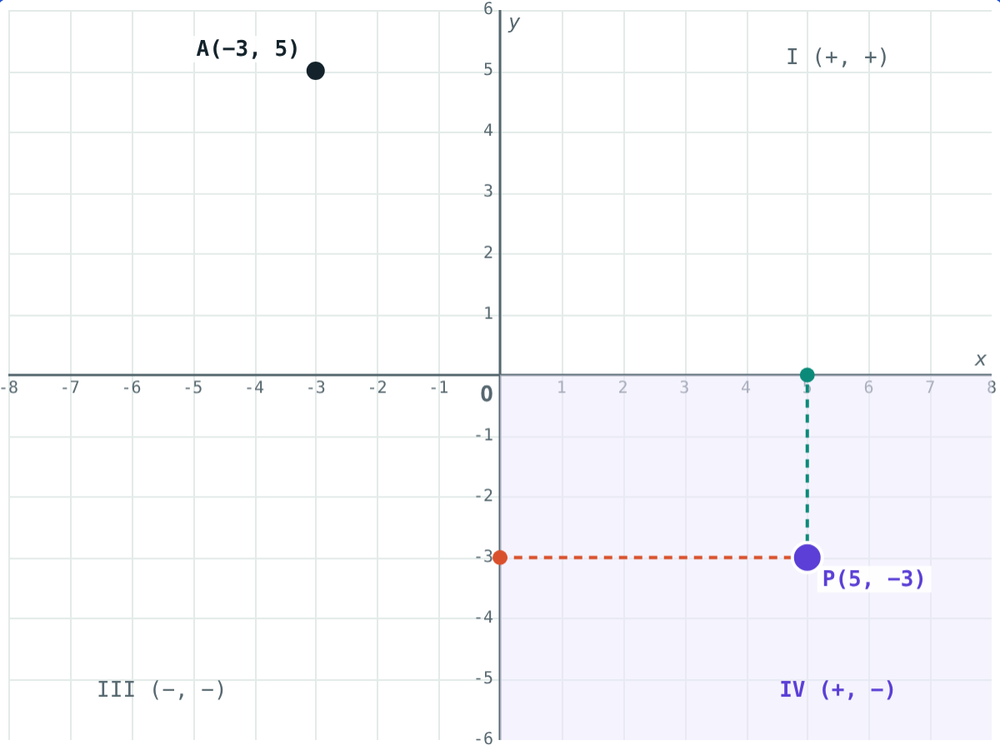 6
y
A(−3, 5)
I (+, +)
5
4
3
2
1
x
-8 -7 -6 -5 -4 -3 -2 -1 0 1 2 3 4 5 6 7 8
-1
-2
-3
P(5, −3)
-4
-5
III (−, −)
IV (+, −)
-6